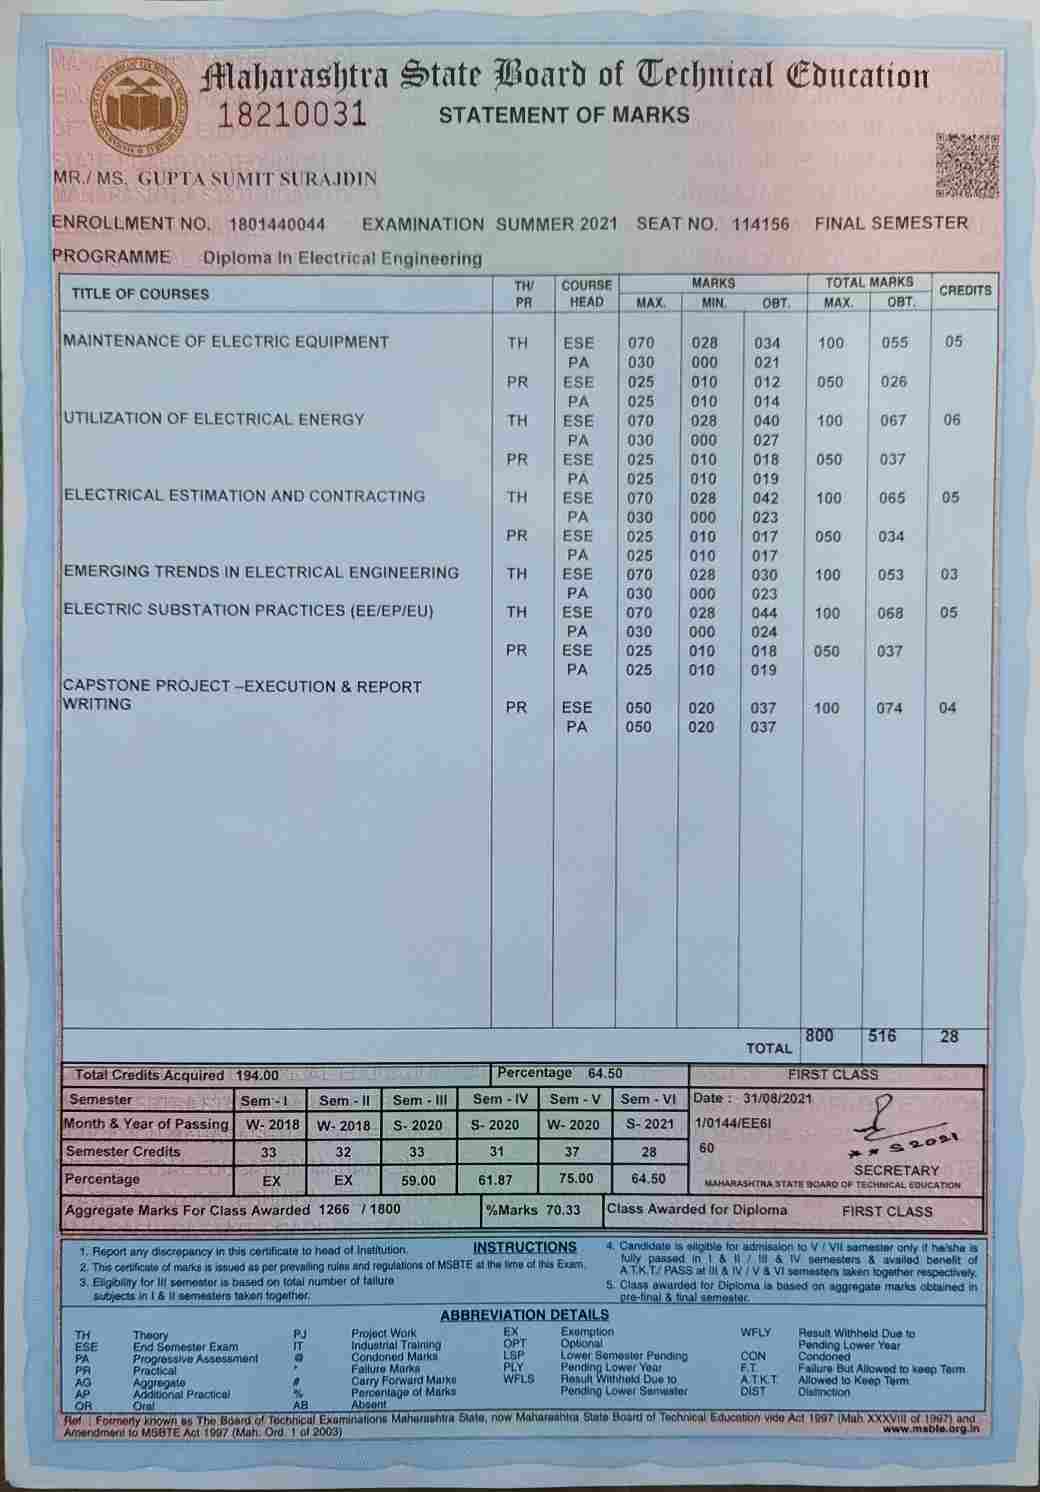 Maharashtra State Board of Technical Education
18210031 STATEMENT OF MARKS
MR./ MS. GUPTA SUMIT SURAJDIN
ENROLLMENT NO. 1801440044 EXAMINATION SUMMER 2021 SEAT NO. 114156 FINAL SEMESTER
PROGRAMME Diploma In Electrical Engineering
TITLE OF COURSES TH/ PR COURSE HEAD MARKS MAX. MIN. OBT. TOTAL MARKS MAX. OBT. CREDITS
MAINTENANCE OF ELECTRIC EQUIPMENT TH ESE 070 028 034 100 055 05
PA 030 000 021
PR ESE 025 010 012 050 026
PA 025 010 014
UTILIZATION OF ELECTRICAL ENERGY TH ESE 070 028 040 100 067 06
PA 030 000 027
PR ESE 025 010 018 050 037
PA 025 010 019
ELECTRICAL ESTIMATION AND CONTRACTING TH ESE 070 028 042 100 065 05
PA 030 000 023
PR ESE 025 010 017 050 034
PA 025 010 017
EMERGING TRENDS IN ELECTRICAL ENGINEERING TH ESE 070 028 030 100 053 03
PA 030 000 023
ELECTRIC SUBSTATION PRACTICES (EE/EP/EU) TH ESE 070 028 044 100 068 05
PA 030 000 024
PR ESE 025 010 018 050 037
PA 025 010 019
CAPSTONE PROJECT –EXECUTION & REPORT
WRITING PR ESE 050 020 037 100 074 04
PA 050 020 037
TOTAL 800 516 28
Total Credits Acquired 194.00 Percentage 64.50 FIRST CLASS
Semester Sem - I Sem - II Sem - III Sem - IV Sem - V Sem - VI Date : 31/08/2021
Month & Year of Passing W- 2018 W- 2018 S- 2020 S- 2020 W- 2020 S- 2021 1/0144/EE6I
Semester Credits 33 32 33 31 37 28 60
** S2021
SECRETARY
Percentage EX EX 59.00 61.87 75.00 64.50 MAHARASHTRA STATE BOARD OF TECHNICAL EDUCATION
Aggregate Marks For Class Awarded 1266 / 1800 %Marks 70.33 Class Awarded for Diploma FIRST CLASS
INSTRUCTIONS
1. Report any discrepancy in this certificate to head of Institution.
2. This certificate of marks is issued as per prevailing rules and regulations of MSBTE at the time of this Exam.
3. Eligibility for III semester is based on total number of failure
subjects in I & II semesters taken together.
4. Candidate is eligible for admission to V / VII semester only if he/she is
fully passed in I & II / III & IV semesters & availed benefit of
A.T.K.T./ PASS at III & IV / V & VI semesters taken together respectively.
5. Class awarded for Diploma is based on aggregate marks obtained in
pre-final & final semester.
ABBREVIATION DETAILS
TH Theory
ESE End Semester Exam
PA Progressive Assessment
PR Practical
AG Aggregate
AP Additional Practical
OR Oral
PJ Project Work
IT Industrial Training
@ Condoned Marks
* Failure Marks
# Carry Forward Marks
% Percentage of Marks
AB Absent
EX Exemption
OPT Optional
LSP Lower Semester Pending
PLY Pending Lower Year
WFLS Result Withheld Due to
Pending Lower Semester
WFLY Result Withheld Due to
Pending Lower Year
CON Condoned
F.T. Failure But Allowed to keep Term
A.T.K.T. Allowed to Keep Term
DIST Distinction
Ref : Formerly known as The Board of Technical Examinations Maharashtra State, now Maharashtra State Board of Technical Education vide Act 1997 (Mah XXXVIII of 1997) and
Amendment to MSBTE Act 1997 (Mah. Ord. 1 of 2003) www.msbte.org.in